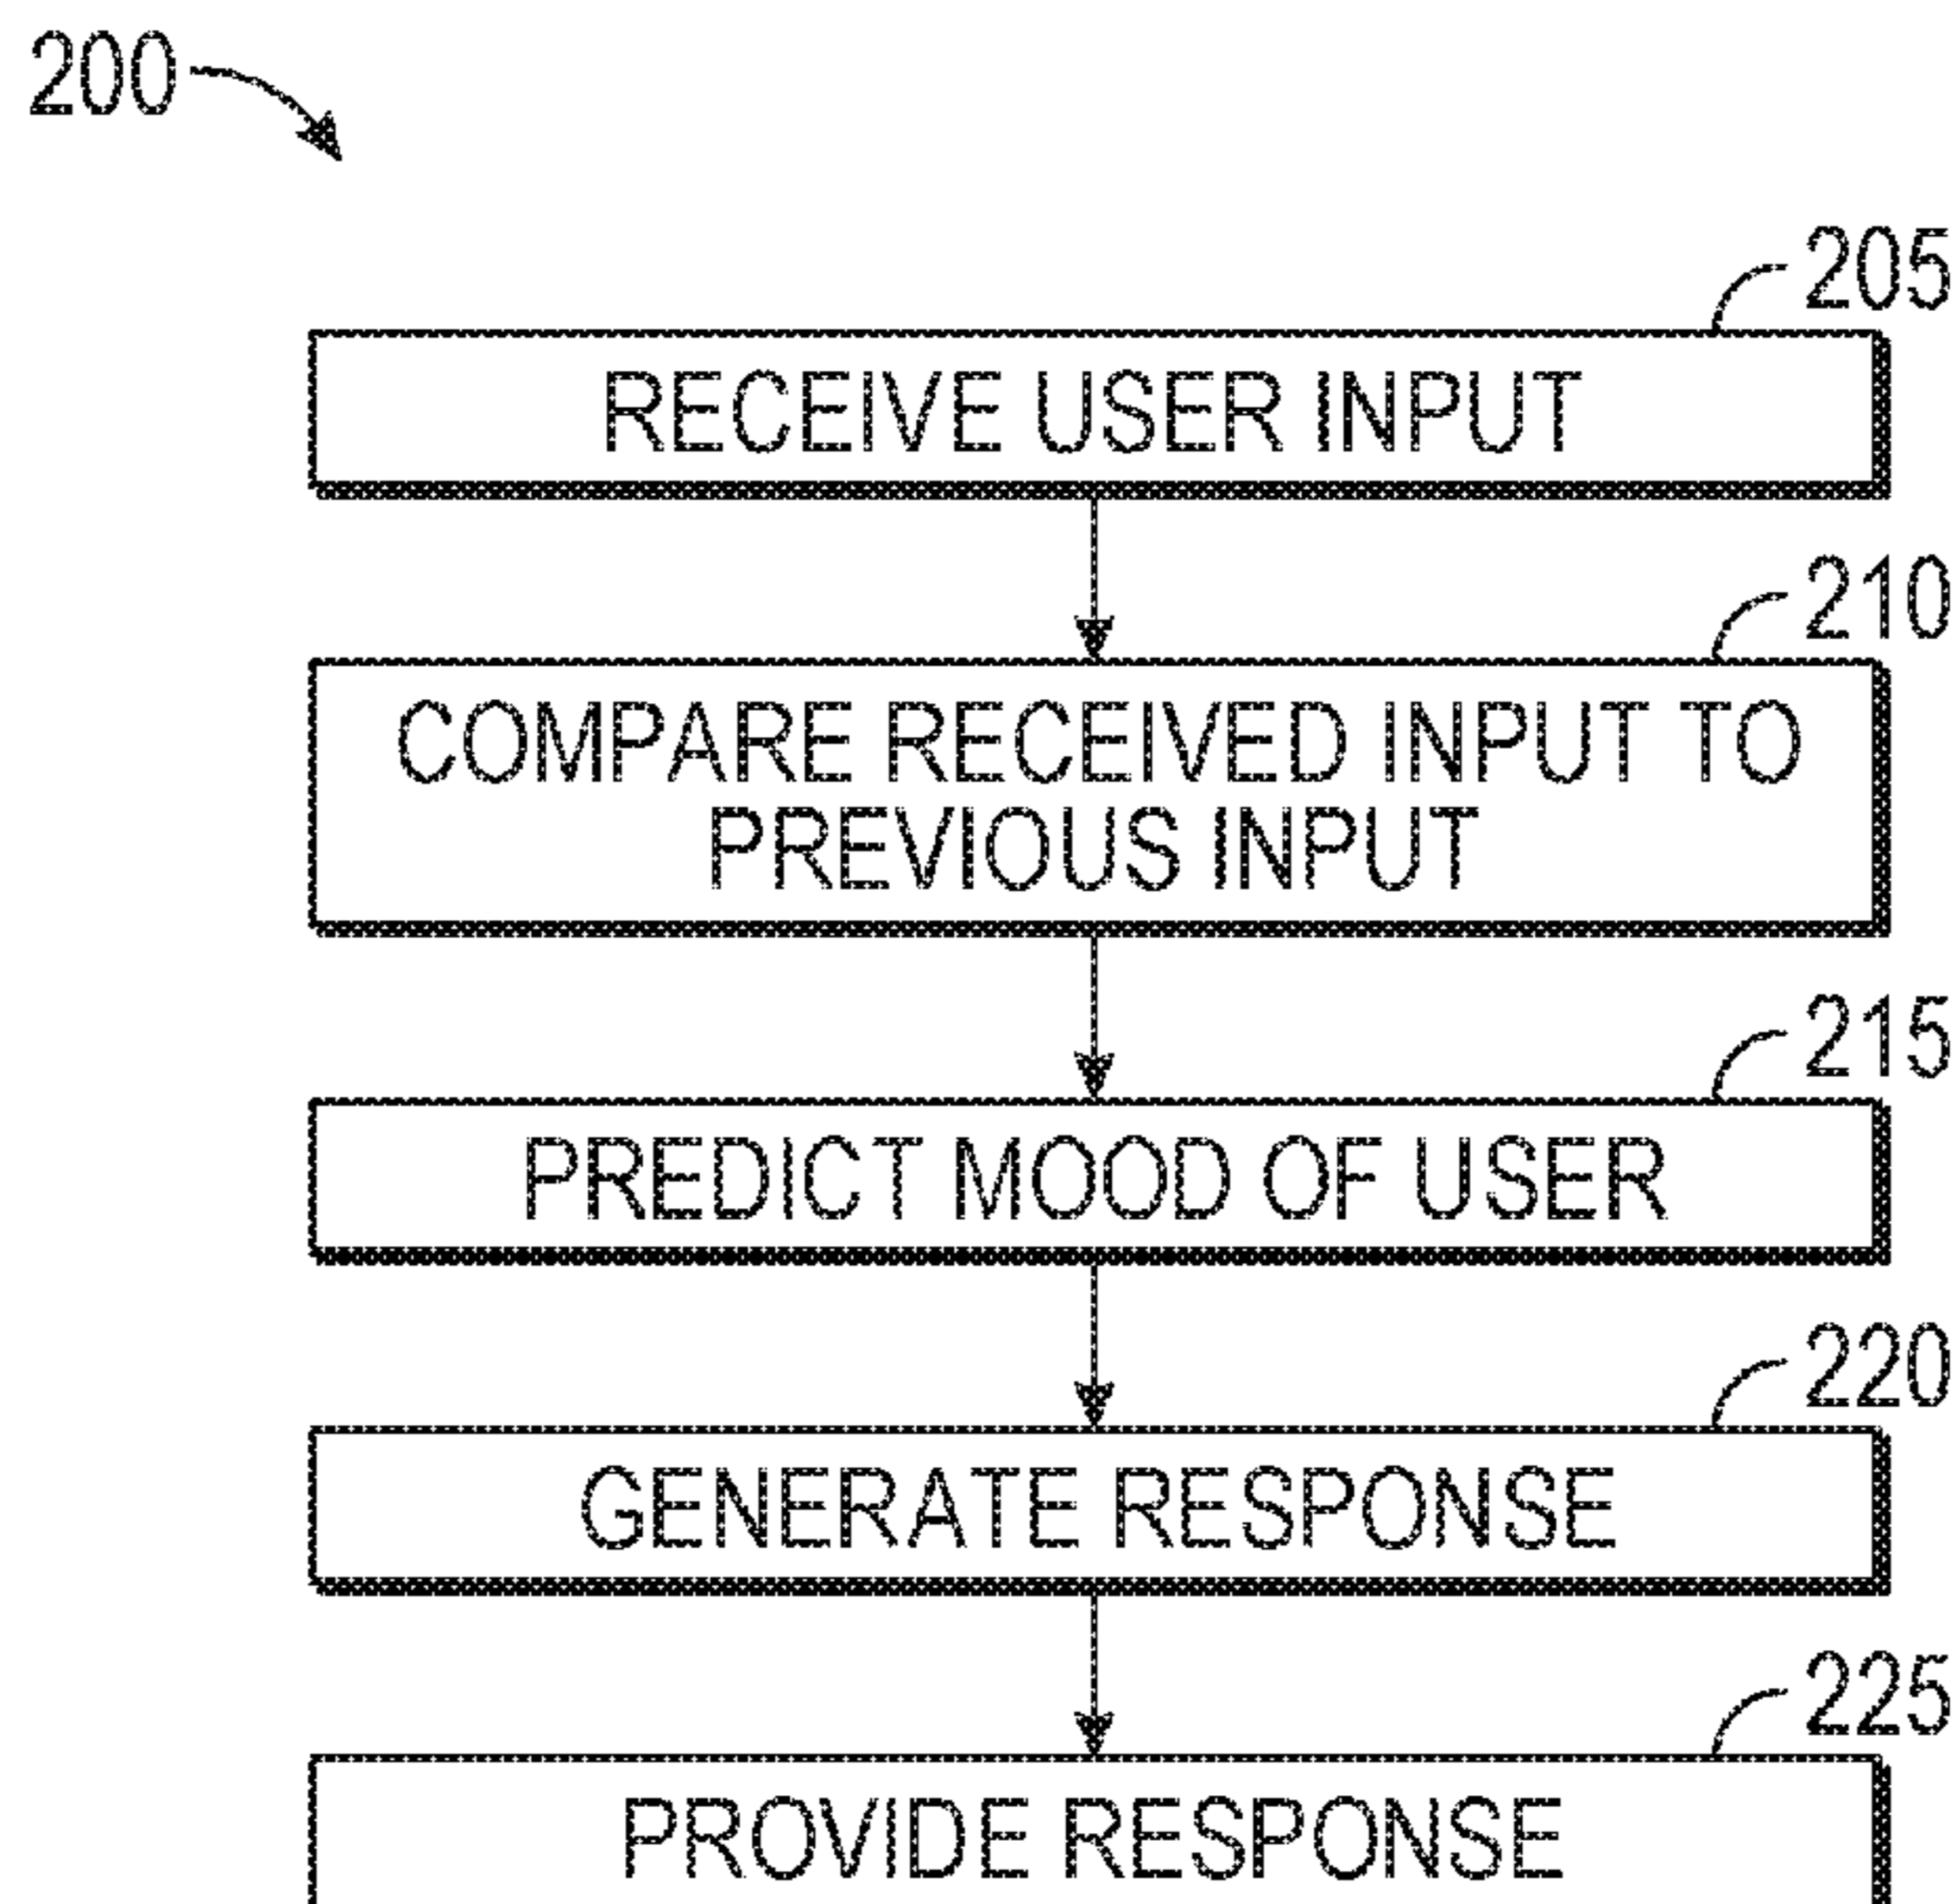 200
205
RECEIVE USER INPUT
210
COMPARE RECEIVED INPUT TO
PREVIOUS INPUT
215
PREDICT MOOD OF USER
220
GENERATE RESPONSE
225
PROVIDE RESPONSE